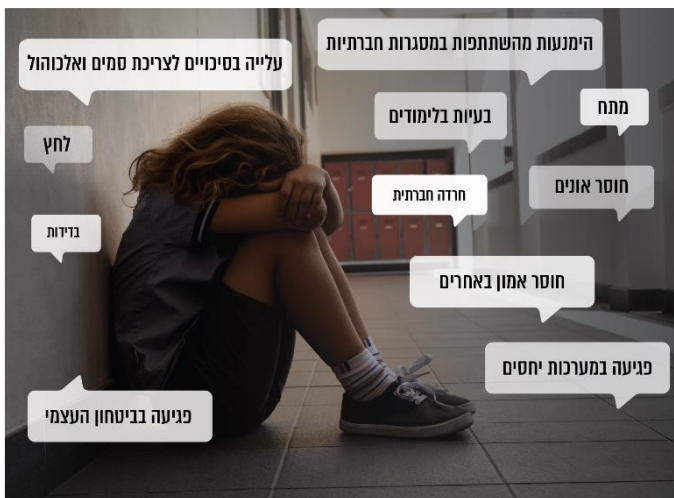 הימנעות מהשתתפות במסגרות חברתיות
עלייה בסיכויים לצריכת סמים ואלכוהול
מתח
בעיות בלימודים
לחץ
חוסר אונים
חרדה חברתית
בדידות
חוסר אמון באחרים
פגיעה במערכות יחסים
פגיעה בביטחון העצמי